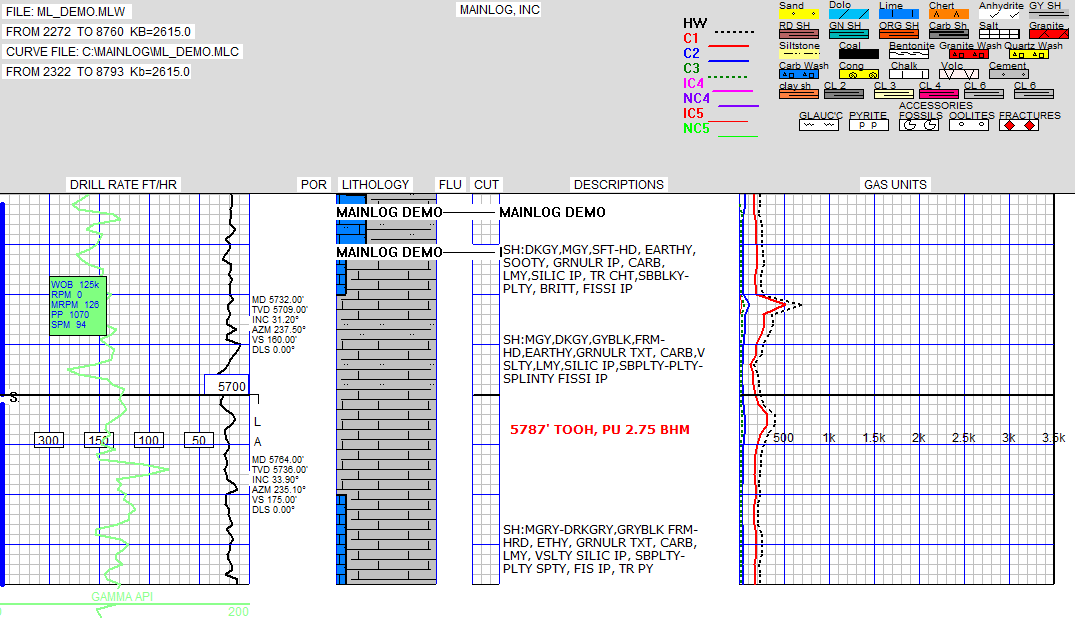 FILE: ML_DEMO.MLW
FROM 2272 TO 8760 KB=2615.0
CURVE FILE: C:\MAINLOG\ML_DEMO.MLC
FROM 2322 TO 8793 Kb=2615.0
MAINLOG, INC
HW
C1
C2
C3
IC4
NC4
IC5
NC5
Sand Dolo Lime Chert Anhydrite GY SH
RD SH GN SH ORG SH Carb Sh Salt Granite
Siltstone Coal Bentonite Granite Wash Quartz Wash
Carb Wash Cong Chalk Volc Cement
clay sh CL 2 CL 3 CL 4 CL 6 CL 6
ACCESSORIES
GLAUC'C PYRITE FOSSILS OOLITES FRACTURES
P P
DRILL RATE FT/HR POR LITHOLOGY FLU CUT DESCRIPTIONS GAS UNITS
MAINLOG DEMO MAINLOG DEMO
MAINLOG DEMO
SH:DKGY,MGY,SFT-HD, EARTHY,
SOOTY, GRNULR IP, CARB,
LMY,SILIC IP, TR CHT,SBBLKY-
PLTY, BRITT, FISSI IP
WOB 125k
RPM 0
MRPM 126
PP 1070
SPM 94
MD 5732.00'
TVD 5709.00'
INC 31.20°
AZM 237.50°
VS 160.00'
DLS 0.00°
SH:MGY,DKGY,GYBLK,FRM-
HD,EARTHY,GRNULR TXT, CARB,V
SLTY,LMY,SILIC IP,SBPLTY-PLTY-
SPLINTY FISSI IP
5700
S.
L
A
5787' TOOH, PU 2.75 BHM
300 150 100 50
500 1k 1.5k 2k 2.5k 3k 3.5k
MD 5764.00'
TVD 5736.00'
INC 33.90°
AZM 235.10°
VS 175.00'
DLS 0.00°
SH:MGRY-DRKGRY,GRYBLK FRM-
HRD, ETHY, GRNULR TXT, CARB,
LMY, VSLTY SILIC IP, SBPLTY-
PLTY SPTY, FIS IP, TR PY
GAMMA API
200